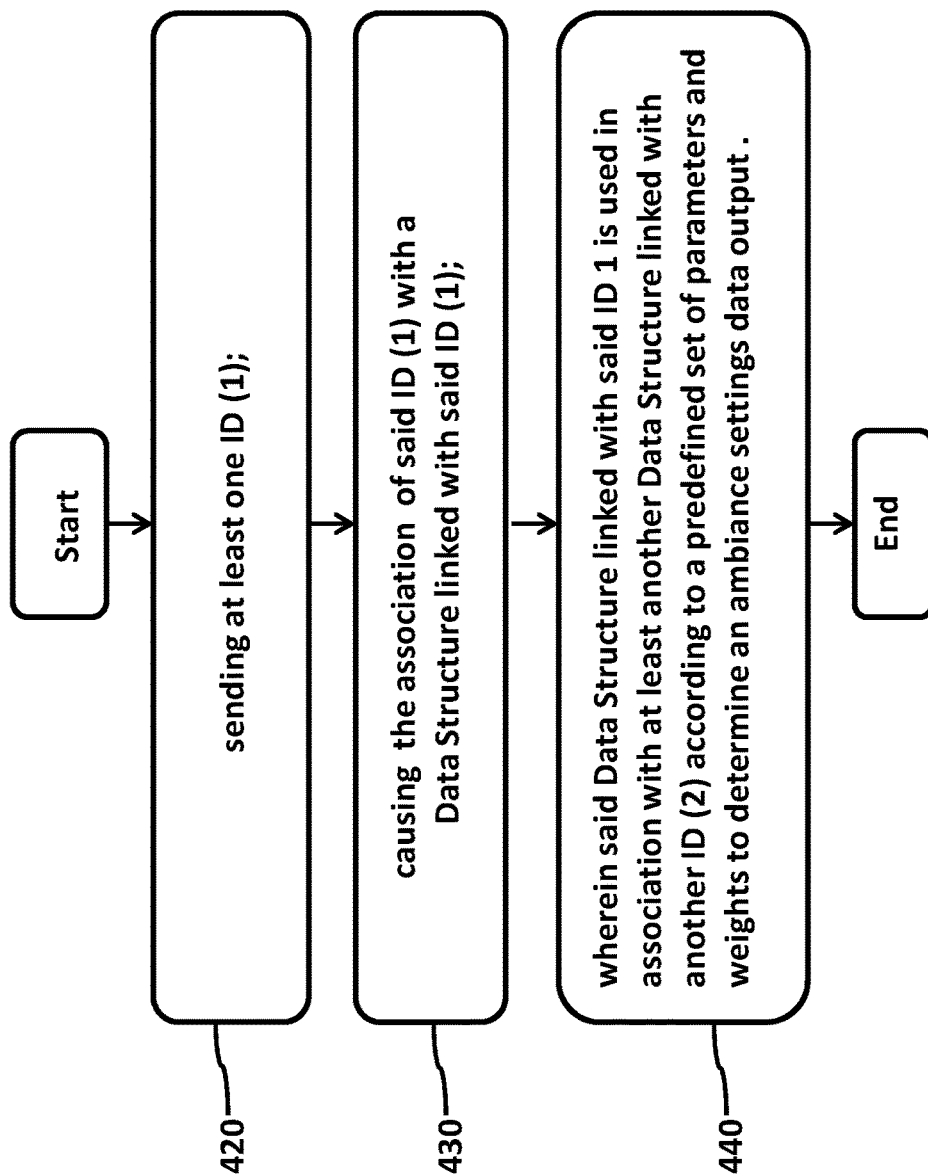 Start
420
sending at least one ID (1);
430
causing the association of said ID (1) with a
Data Structure linked with said ID (1);
440
wherein said Data Structure linked with said ID 1 is used in
association with at least another Data Structure linked with
another ID (2) according to a predefined set of parameters and
weights to determine an ambiance settings data output .
End